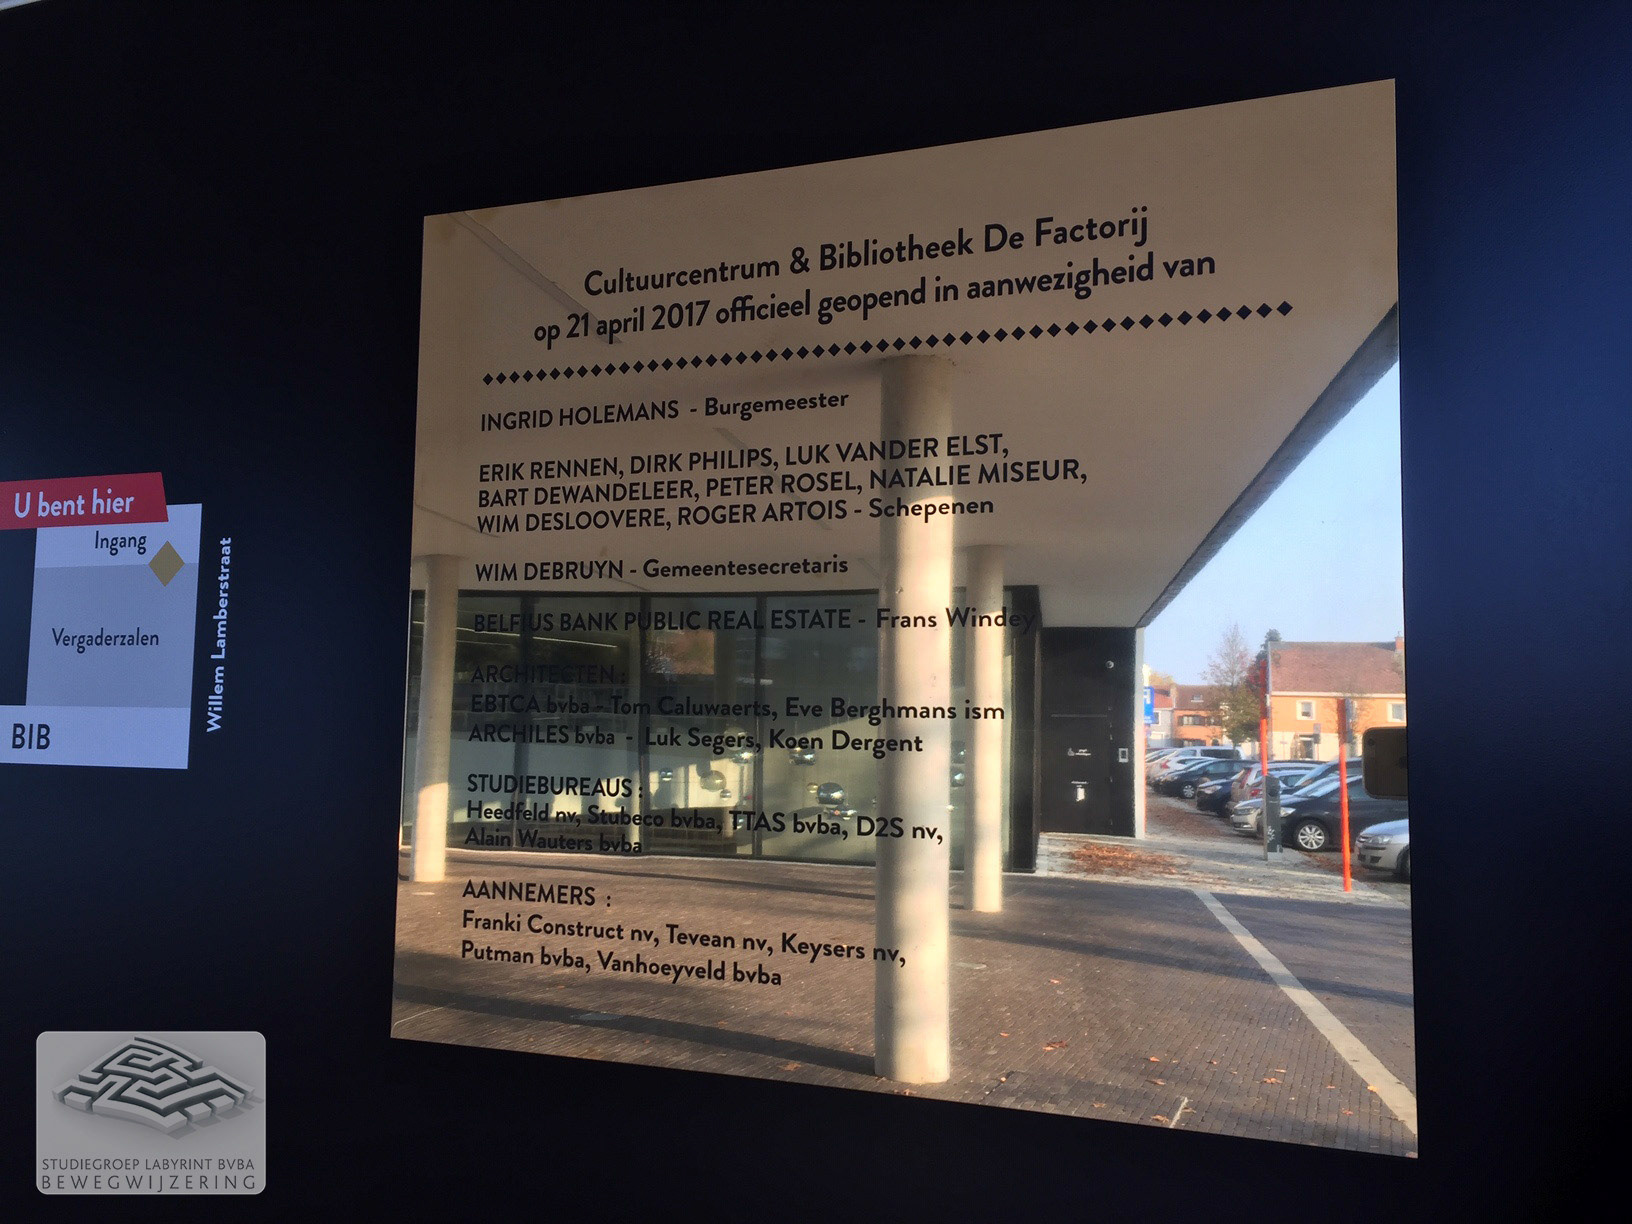 Cultuurcentrum & Bibliotheek De Factorij
op 21 april 2017 officieel geopend in aanwezigheid van
INGRID HOLEMANS - Burgemeester
ERIK RENNEN, DIRK PHILIPS, LUK VANDER ELST,
BART DEWANDELEER, PETER ROSEL, NATALIE MISEUR,
WIM DESLOOVERE, ROGER ARTOIS - Schepenen
WIM DEBRUYN - Gemeentesecretaris
BELFIUS BANK PUBLIC REAL ESTATE - Frans Windey
ARCHITECTEN :
EBTCA bvba - Tom Caluwaerts, Eve Berghmans ism
ARCHILES bvba - Luk Segers, Koen Dergent
STUDIEBUREAUS :
Heedfeld nv, Stubeco bvba, TTAS bvba, D2S nv,
Alain Wauters bvba
AANNEMERS :
Franki Construct nv, Tevean nv, Keysers nv,
Putman bvba, Vanhoeyveld bvba
U bent hier
Ingang
Vergaderzalen
BIB
Willem Lamberstraat
STUDIEGROEP LABYRINT BVBA
BEWEGWIJZERING